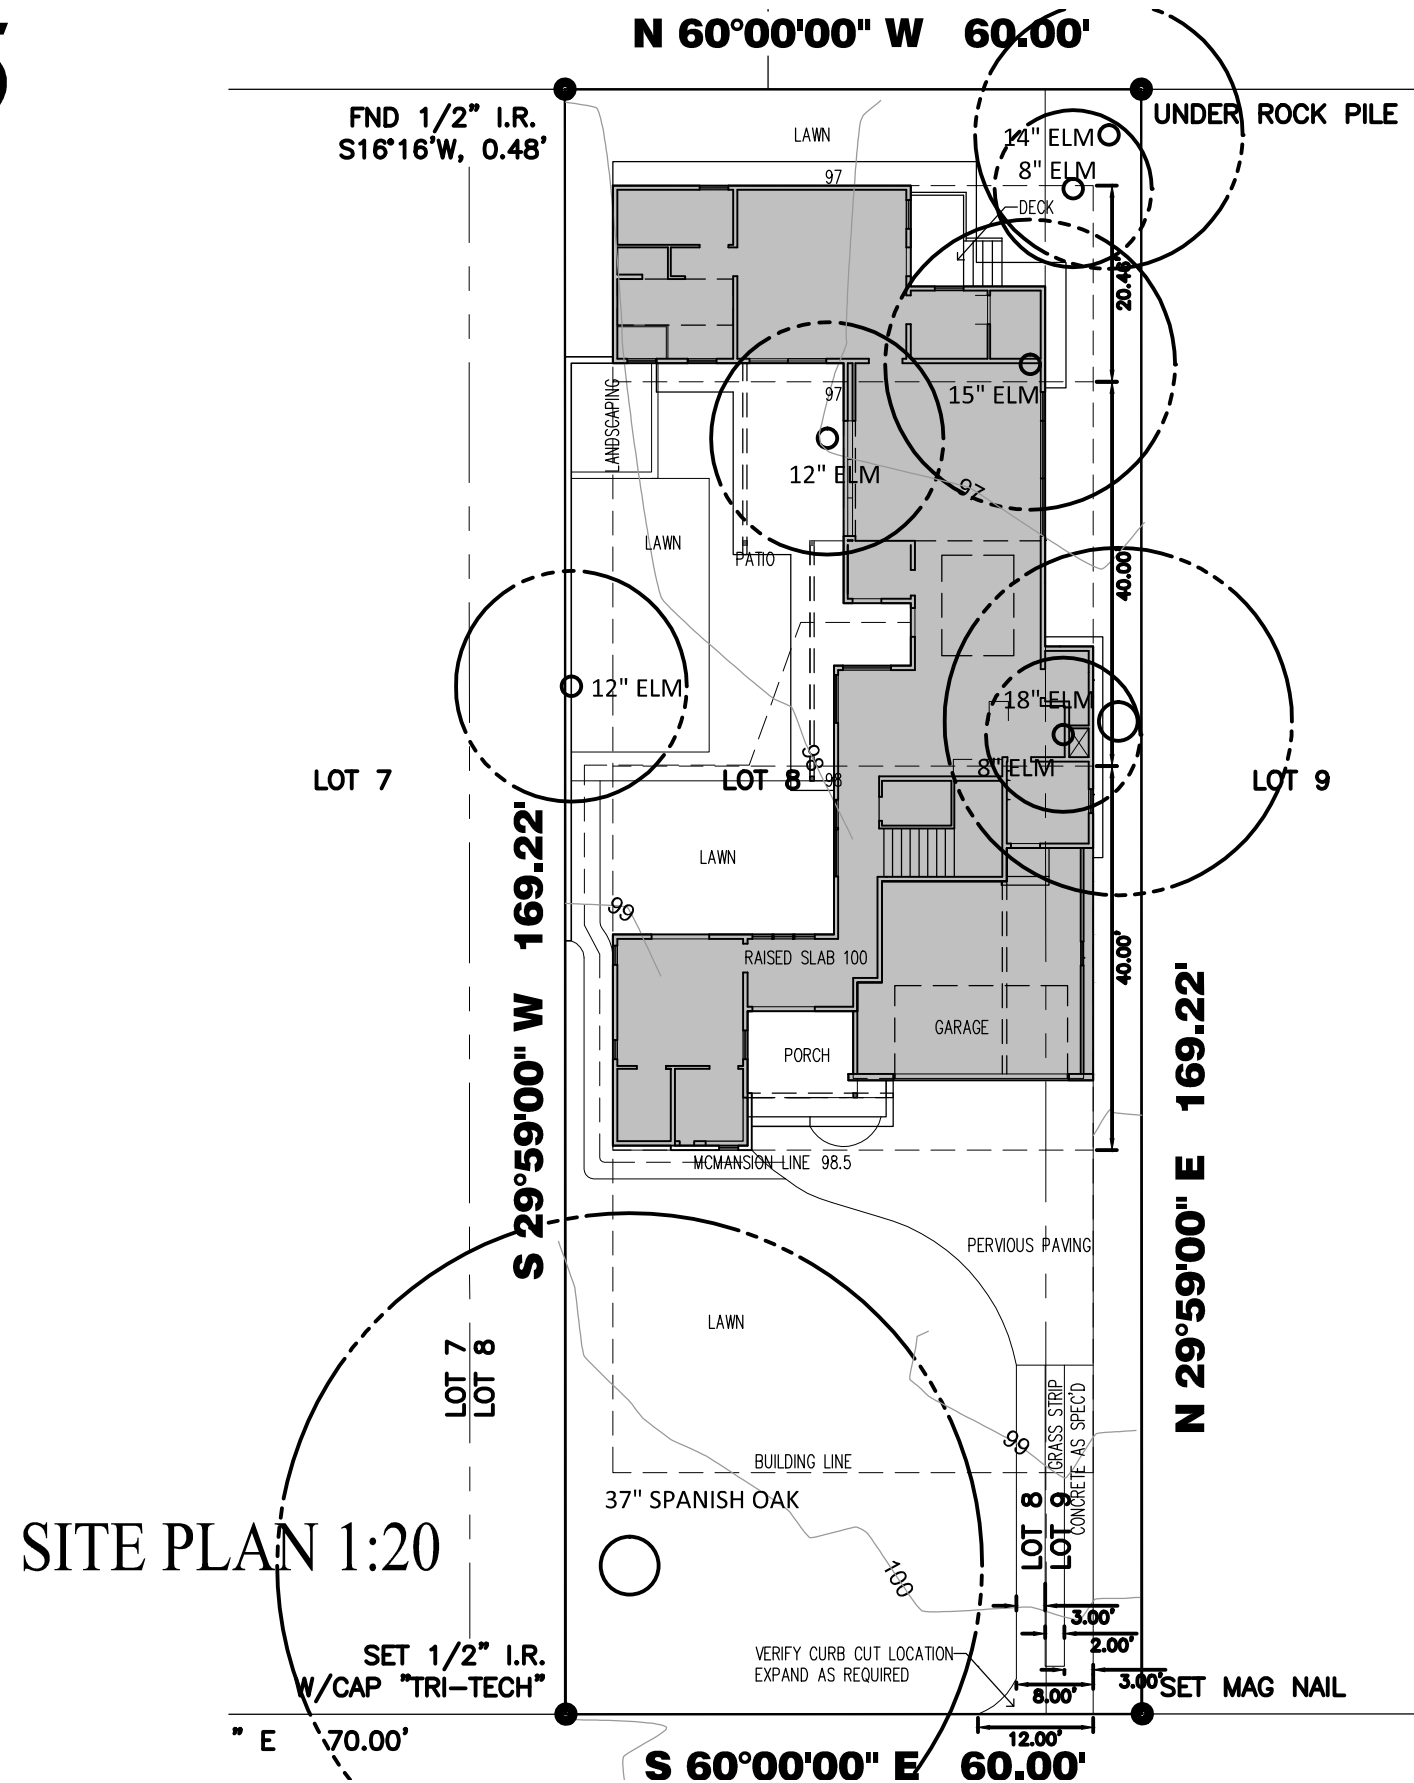 N 60°00'00" W 60.00'
FND 1/2" I.R.
S16°16'W, 0.48'
UNDER ROCK PILE
LAWN
14" ELM
8" ELM
97
DECK
20.46'
LANDSCAPING
97
15" ELM
12" ELM
97
LAWN
PATIO
40.00'
12" ELM
18" ELM
98
8" ELM
LOT 7
LOT 8
98
LOT 9
LAWN
99
S 29°59'00" W 169.22'
RAISED SLAB 100
40.00'
GARAGE
PORCH
N 29°59'00" E 169.22'
MCMANSION LINE 98.5
PERVIOUS PAVING
LAWN
LOT 7
LOT 8
GRASS STRIP
CONCRETE AS SPEC'D
99
BUILDING LINE
37" SPANISH OAK
LOT 8
LOT 9
SITE PLAN 1:20
100
3.00'
2.00'
SET 1/2" I.R.
W/CAP "TRI-TECH"
VERIFY CURB CUT LOCATION
EXPAND AS REQUIRED
3.00'
8.00'
SET MAG NAIL
12.00'
" E 70.00'
S 60°00'00" E 60.00'